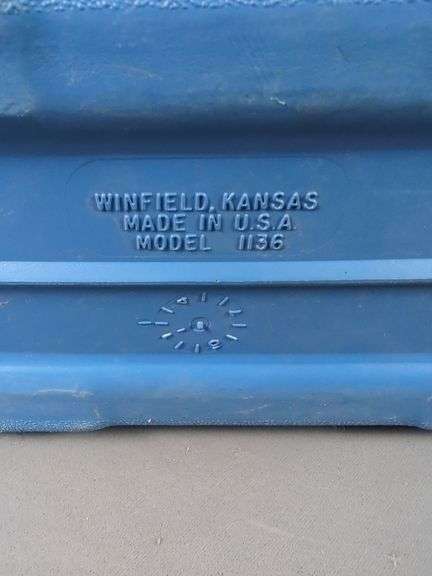 WINFIELD, KANSAS
MADE IN U.S.A.
MODEL 1136